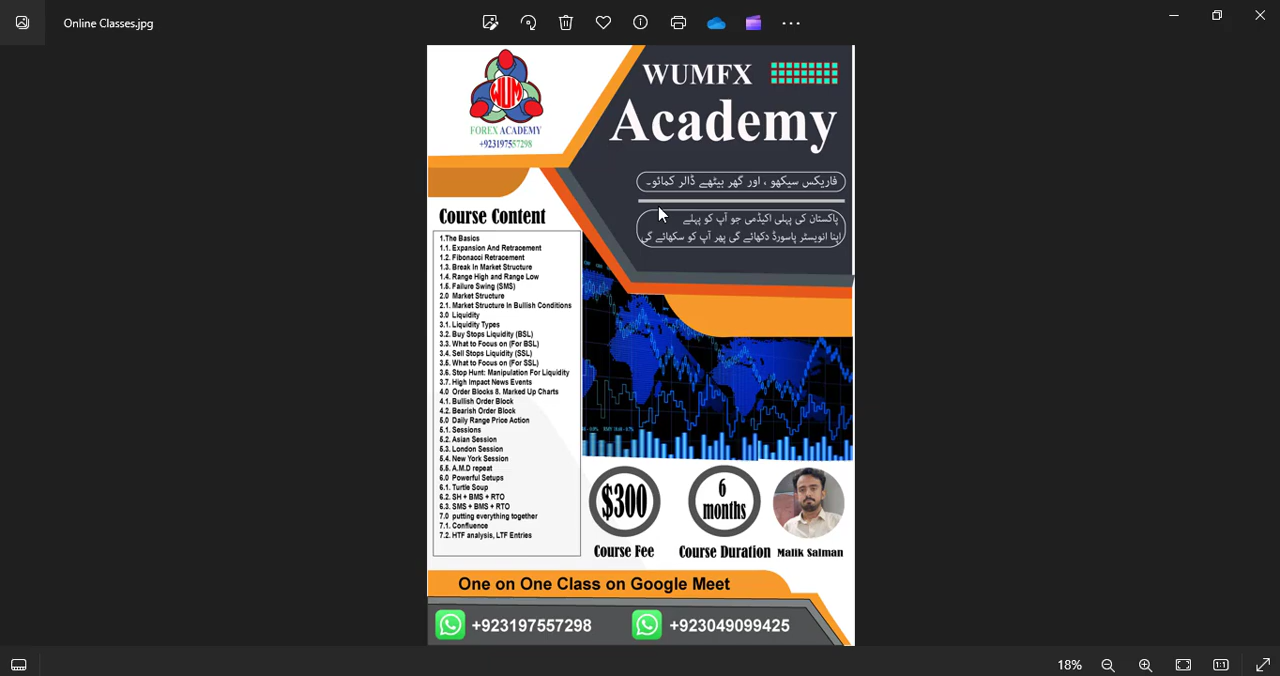 Online Classes.jpg
WUM
FOREX ACADEMY
+923197557298
WUMFX
Academy
فاریکس سیکھو ، اور گھر بیٹھے ڈالر کمائو۔
پاکستان کی پہلی اکیڈمی جو آپ کو پہلے
اپنا انویسٹر پاسورڈ دکھائے گی پھر آپ کو سکھائے گی
Course Content
1.The Basics
1.1. Expansion And Retracement
1.2. Fibonacci Retracement
1.3. Break In Market Structure
1.4. Range High and Range Low
1.5. Failure Swing (SMS)
2.0 Market Structure
2.1. Market Structure In Bullish Conditions
3.0 Liquidity
3.1. Liquidity Types
3.2. Buy Stops Liquidity (BSL)
3.3. What to Focus on (For BSL)
3.4. Sell Stops Liquidity (SSL)
3.5. What to Focus on (For SSL)
3.6. Stop Hunt: Manipulation For Liquidity
3.7. High Impact News Events
4.0 Order Blocks 8. Marked Up Charts
4.1. Bullish Order Block
4.2. Bearish Order Block
5.0 Daily Range Price Action
5.1. Sessions
5.2. Asian Session
5.3. London Session
5.4. New York Session
5.5. A.M.D repeat
6.0 Powerful Setups
6.1. Turtle Soup
6.2. SH + BMS + RTO
6.3. SMS + BMS + RTO
7.0 putting everything together
7.1. Confluence
7.2. HTF analysis, LTF Entries
$300
Course Fee
6
months
Course Duration
Malik Salman
One on One Class on Google Meet
+923197557298
+923049099425
18%